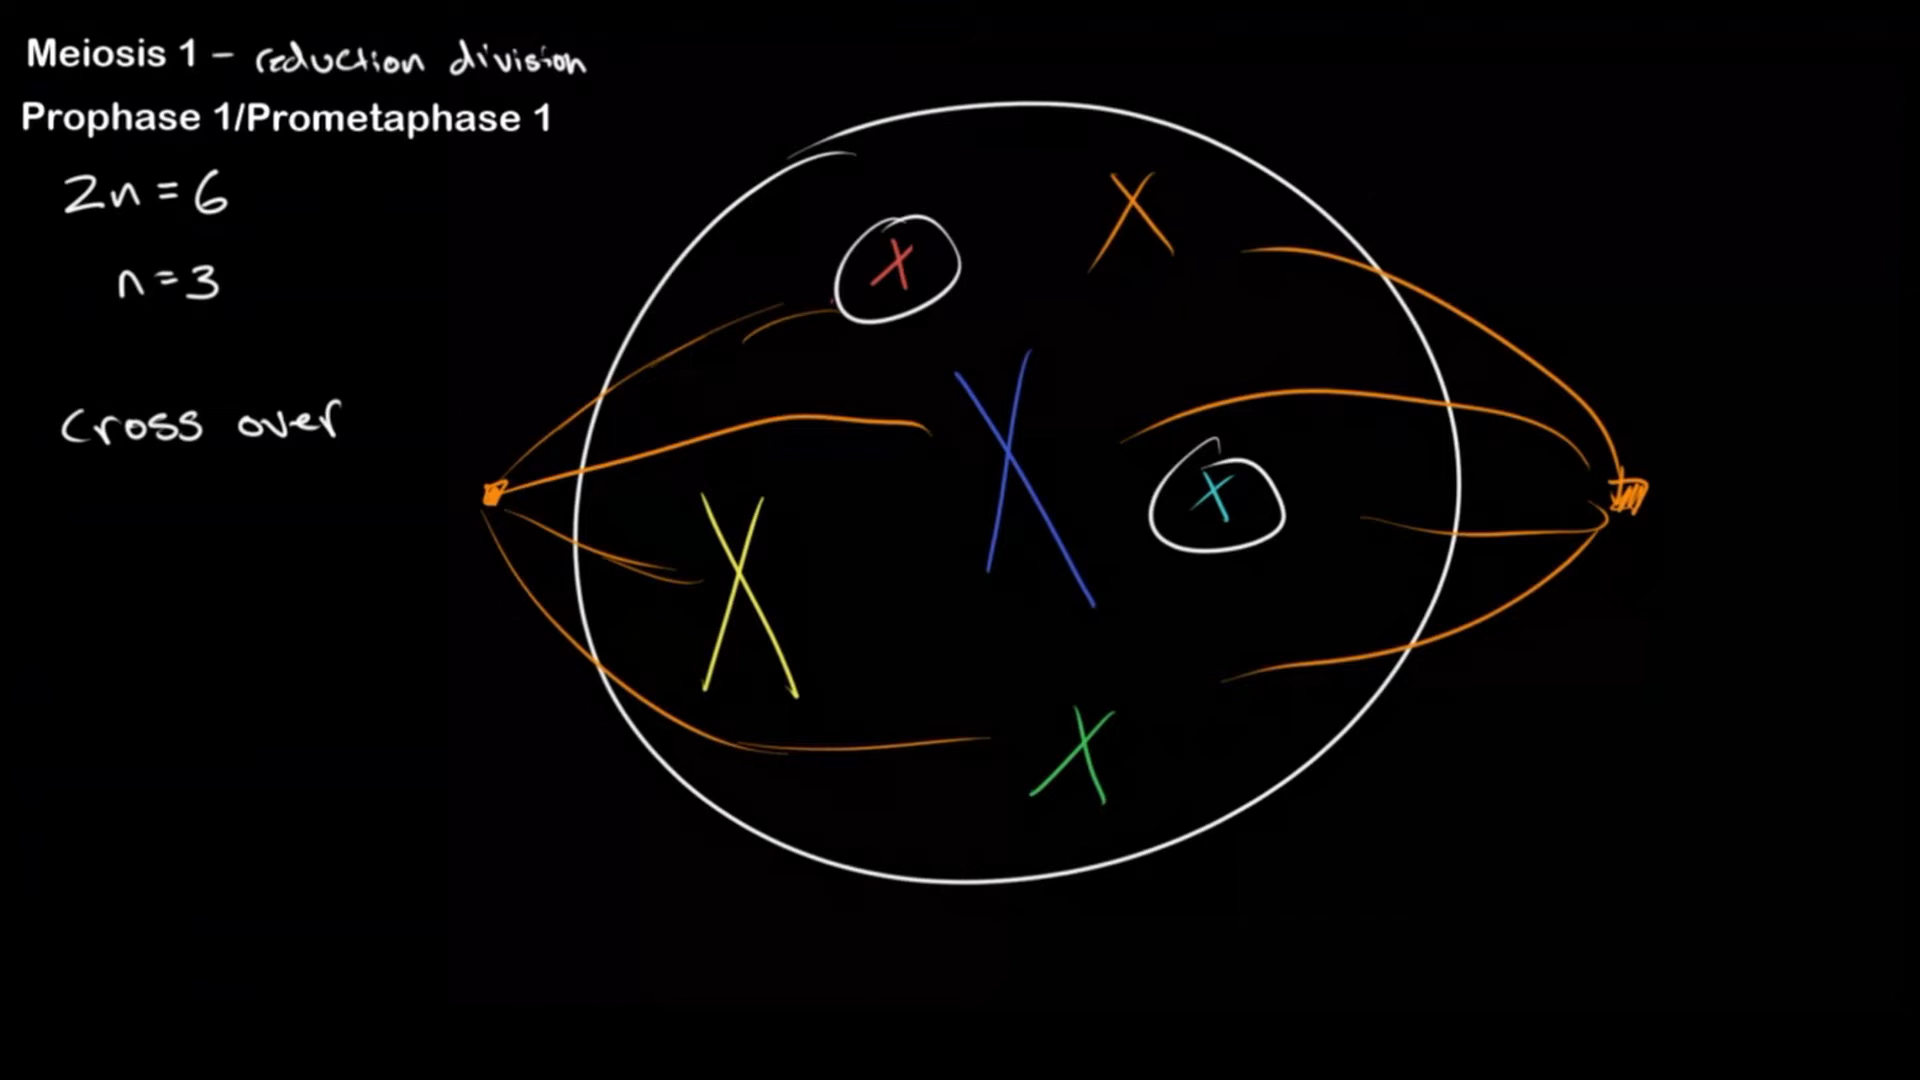 Meiosis 1 - reduction division
Prophase 1/Prometaphase 1
2n=6
n=3
Cross over